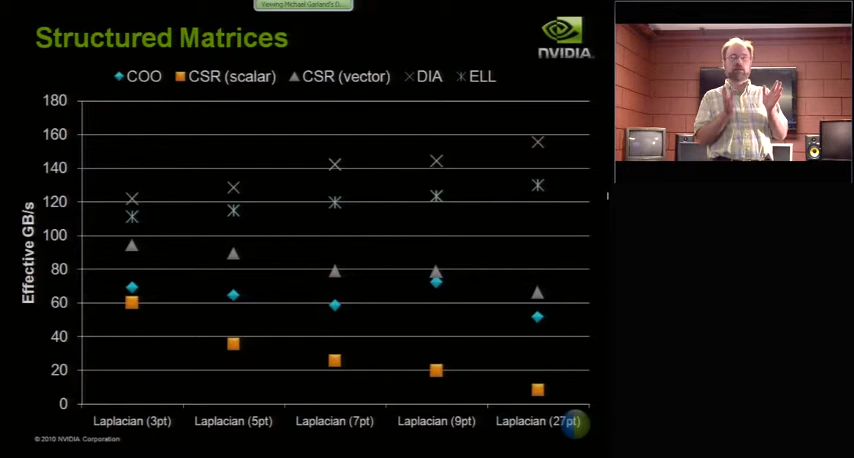 Viewing Michael Garland's D...
Structured Matrices
NVIDIA.
COO CSR (scalar) CSR (vector) DIA ELL
180
160
140
120
100
80
60
40
20
0
Effective GB/s
Laplacian (3pt) Laplacian (5pt) Laplacian (7pt) Laplacian (9pt) Laplacian (27pt)
© 2010 NVIDIA Corporation